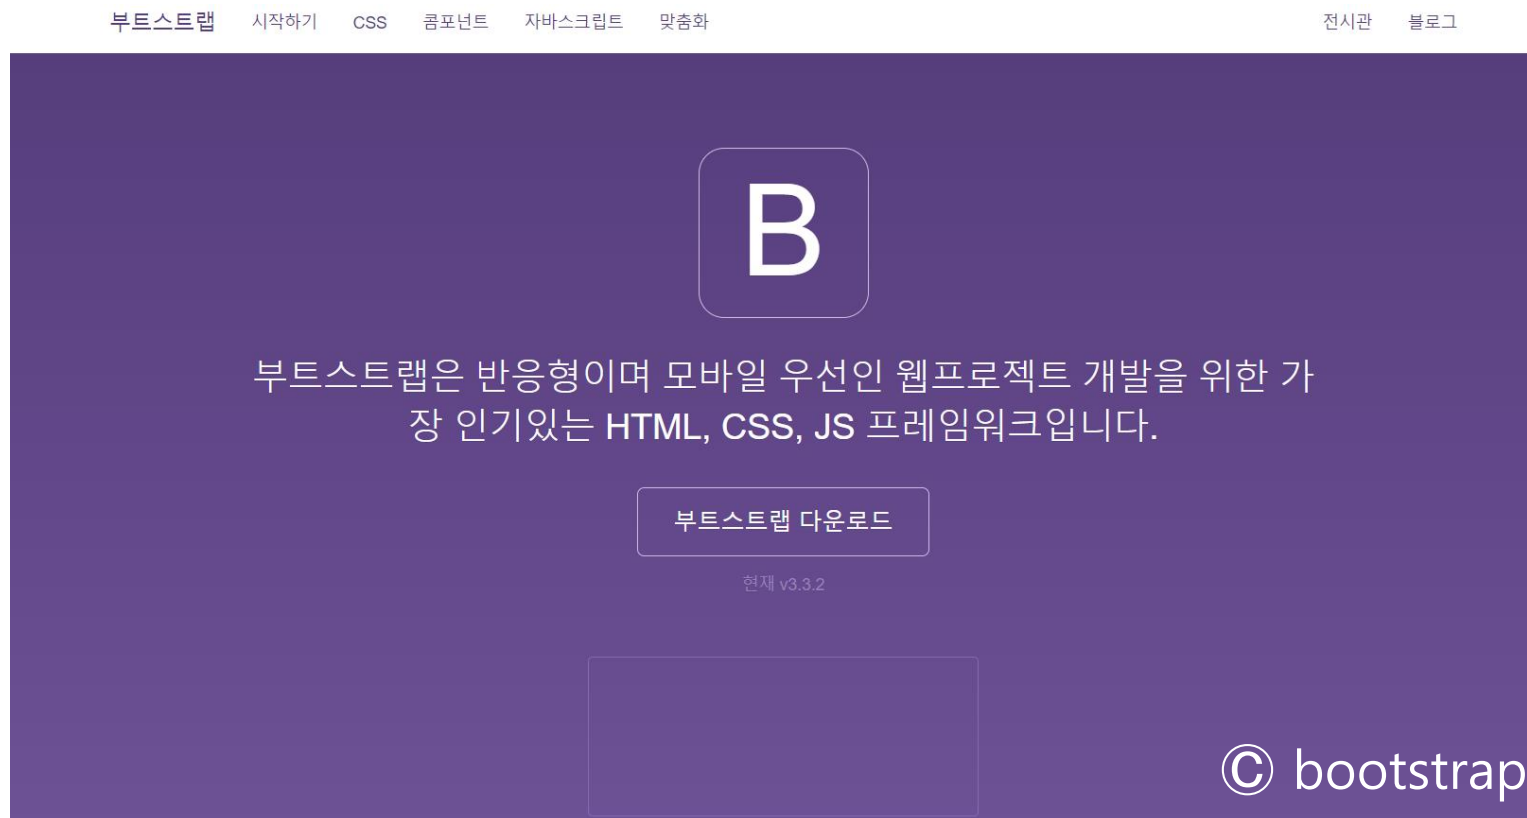 부트스트랩 시작하기 CSS 콤포넌트 자바스크립트 맞춤화 전시관 블로그
B
부트스트랩은 반응형이며 모바일 우선인 웹프로젝트 개발을 위한 가
장 인기있는 HTML, CSS, JS 프레임워크입니다.
부트스트랩 다운로드
현재 v3.3.2
ⓒ bootstrap